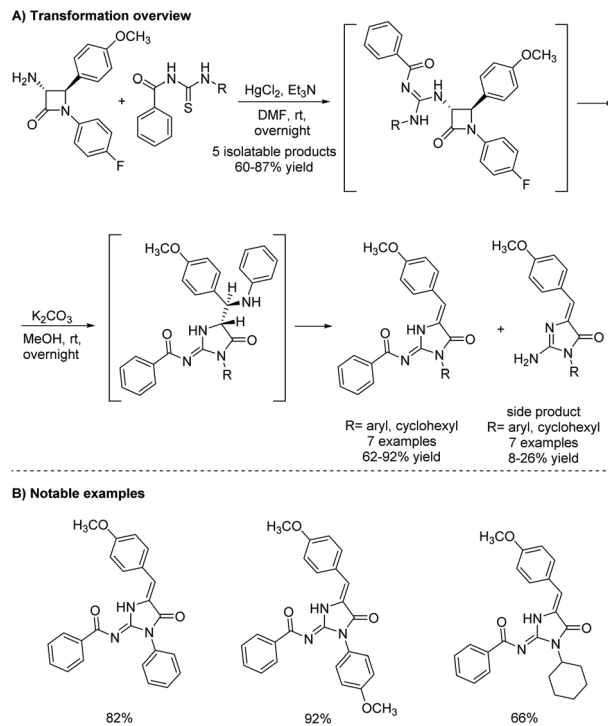 A) Transformation overview
OCH₃
H₂N
O
N
F
+
O
H
N
H
N
R
S
HgCl₂, Et₃N
DMF, rt,
overnight
5 isolatable products
60-87% yield
O
N
H
N
NH
R
O
N
OCH₃
F
K₂CO₃
MeOH, rt,
overnight
H₃CO
H
NH
H
HN
O
O
N
N
R
H₃CO
HN
O
O
N
N
R
R= aryl, cyclohexyl
7 examples
62-92% yield
+
H₃CO
N
O
H₂N
N
R
side product
R= aryl, cyclohexyl
7 examples
8-26% yield
B) Notable examples
H₃CO
HN
O
O
N
N
82%
H₃CO
HN
O
O
N
N
OCH₃
92%
H₃CO
HN
O
O
N
N
66%